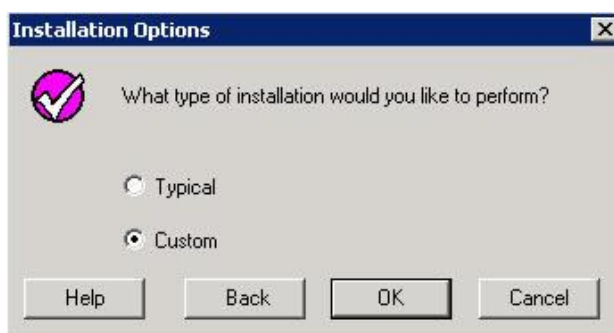 Installation Options
What type of installation would you like to perform?
Typical
Custom
Help Back OK Cancel